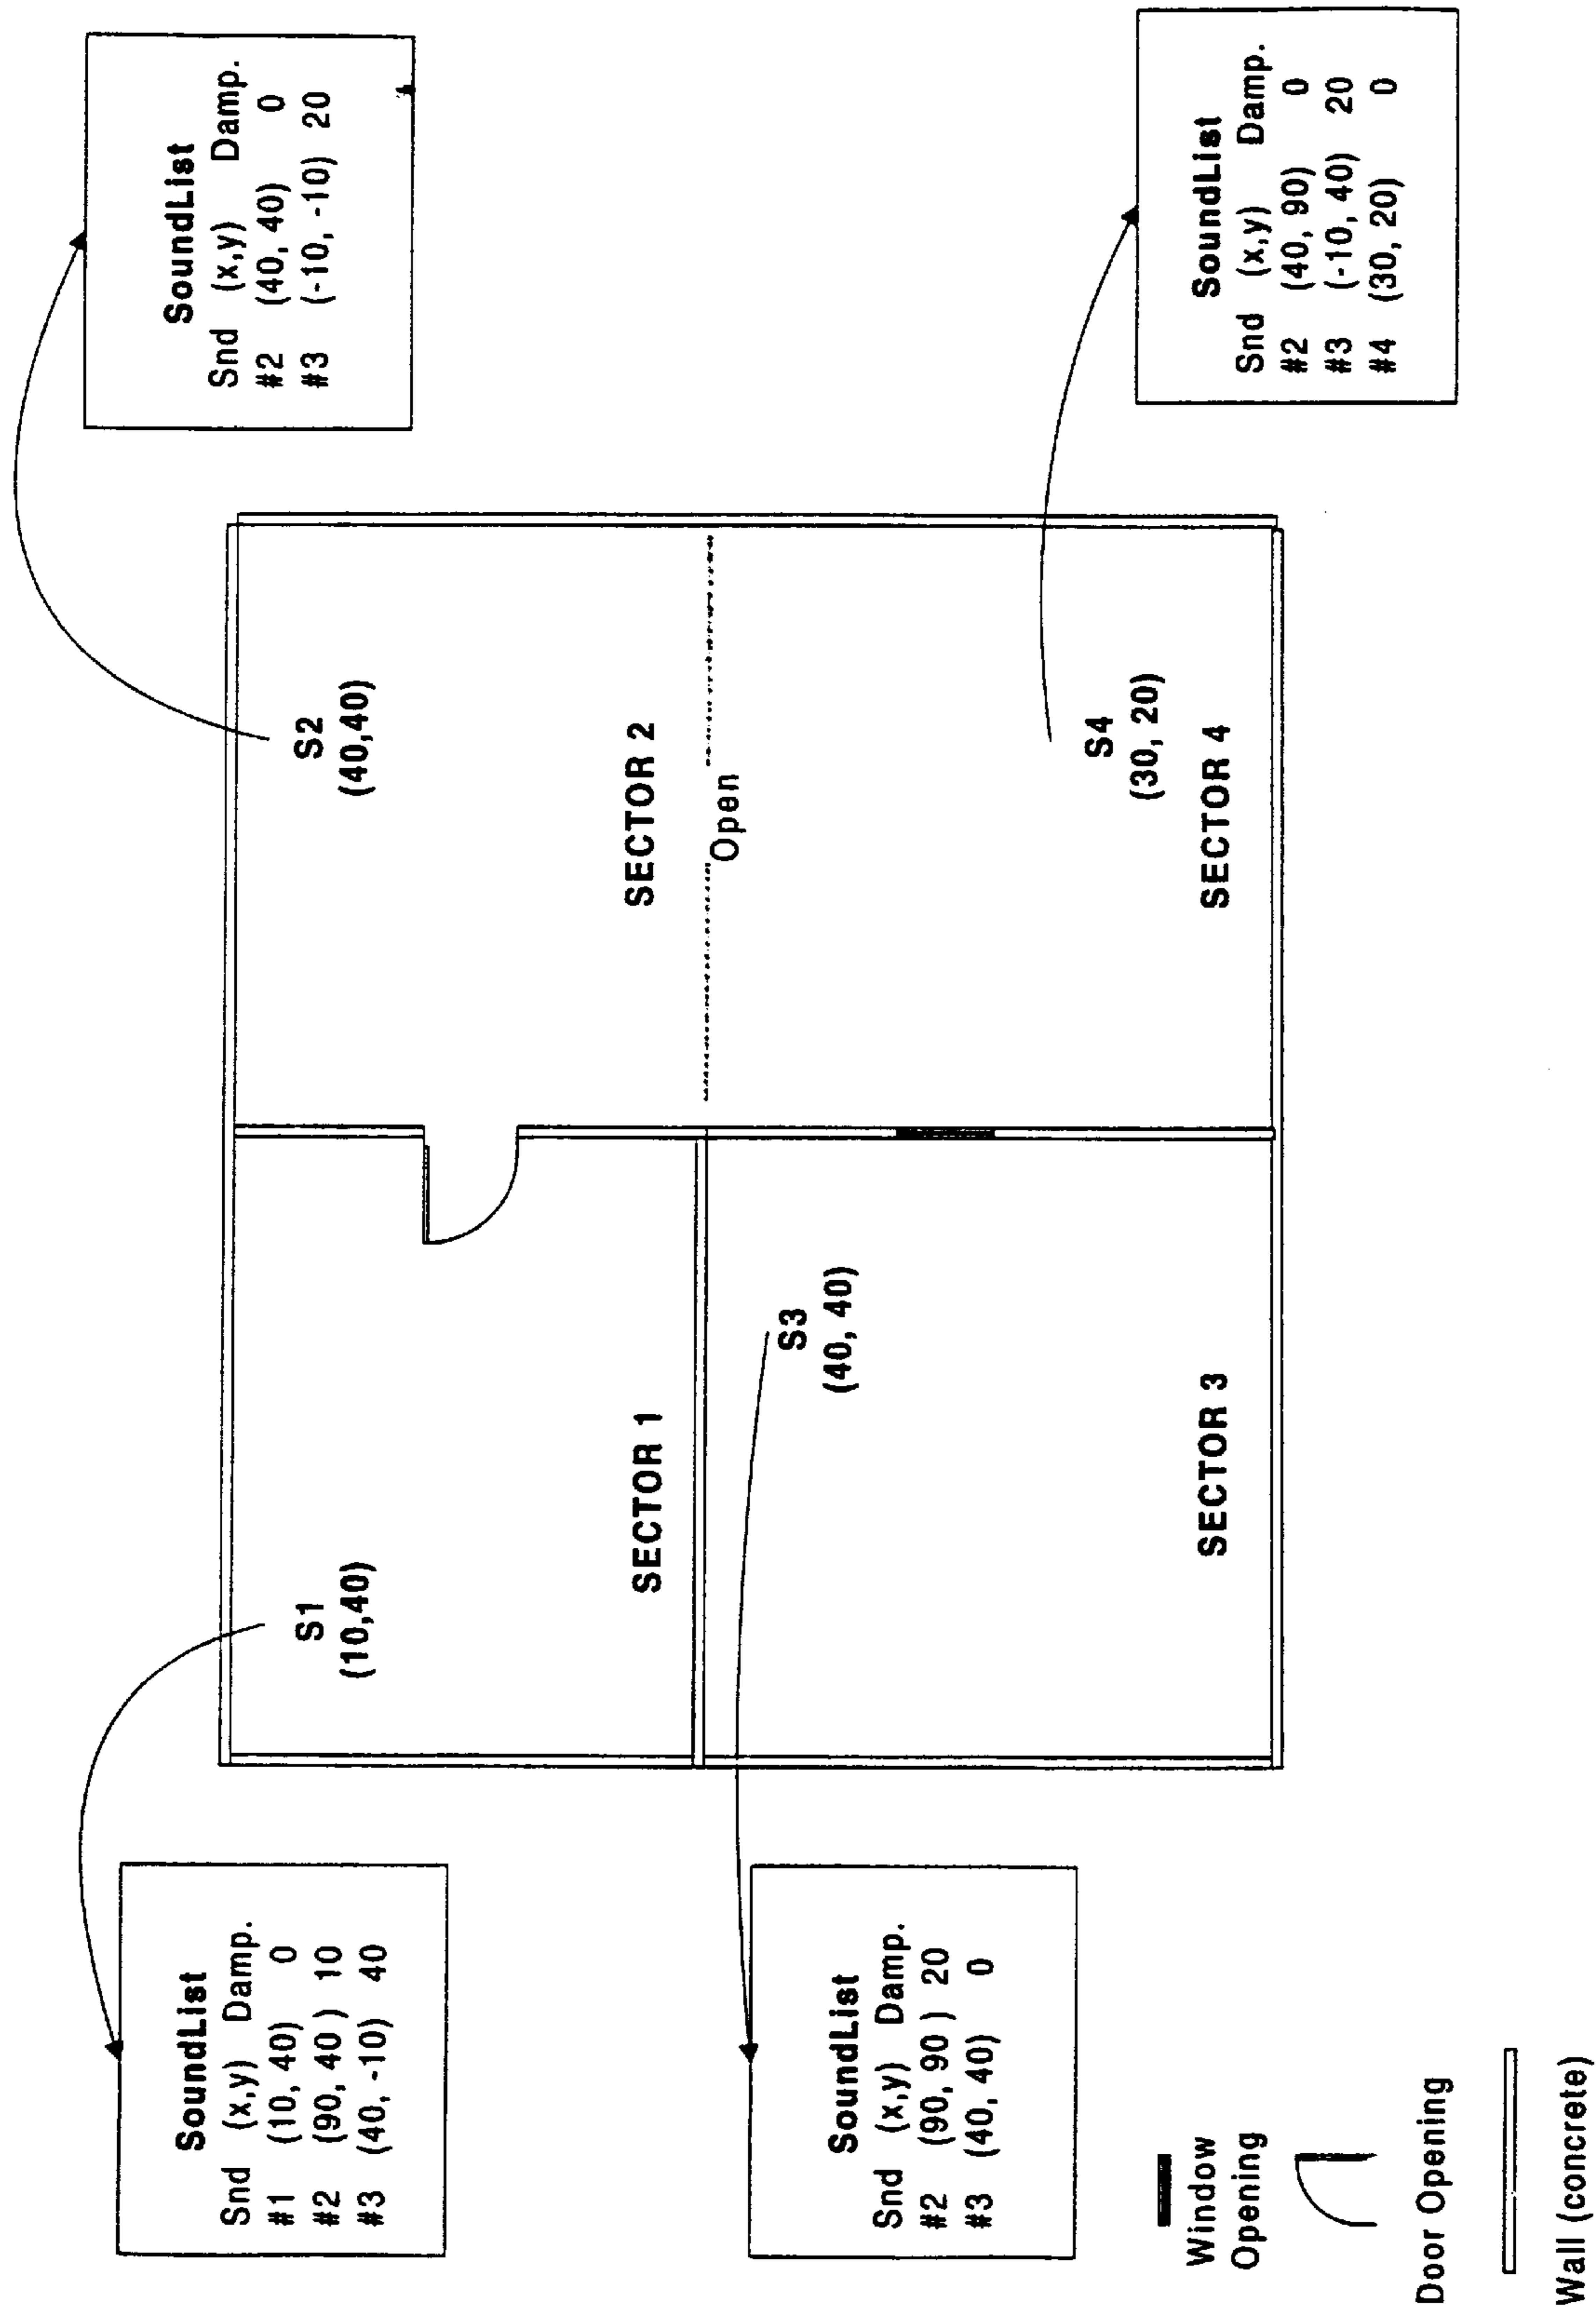 SoundList
Snd (x,y) Damp.
#1 (10, 40) 0
#2 (90, 40 ) 10
#3 (40, -10) 40
S1
(10,40)
SECTOR 1
S2
(40,40)
SECTOR 2
Open
SoundList
Snd (x,y) Damp.
#2 (40, 40) 0
#3 (-10, -10) 20
SoundList
Snd (x,y) Damp.
#2 (90, 90 ) 20
#3 (40, 40) 0
S3
(40, 40)
SECTOR 3
S4
(30, 20)
SECTOR 4
SoundList
Snd (x,y) Damp.
#2 (40, 90) 0
#3 (-10, 40) 20
#4 (30, 20) 0
Window
Opening
Door Opening
Wall (concrete)